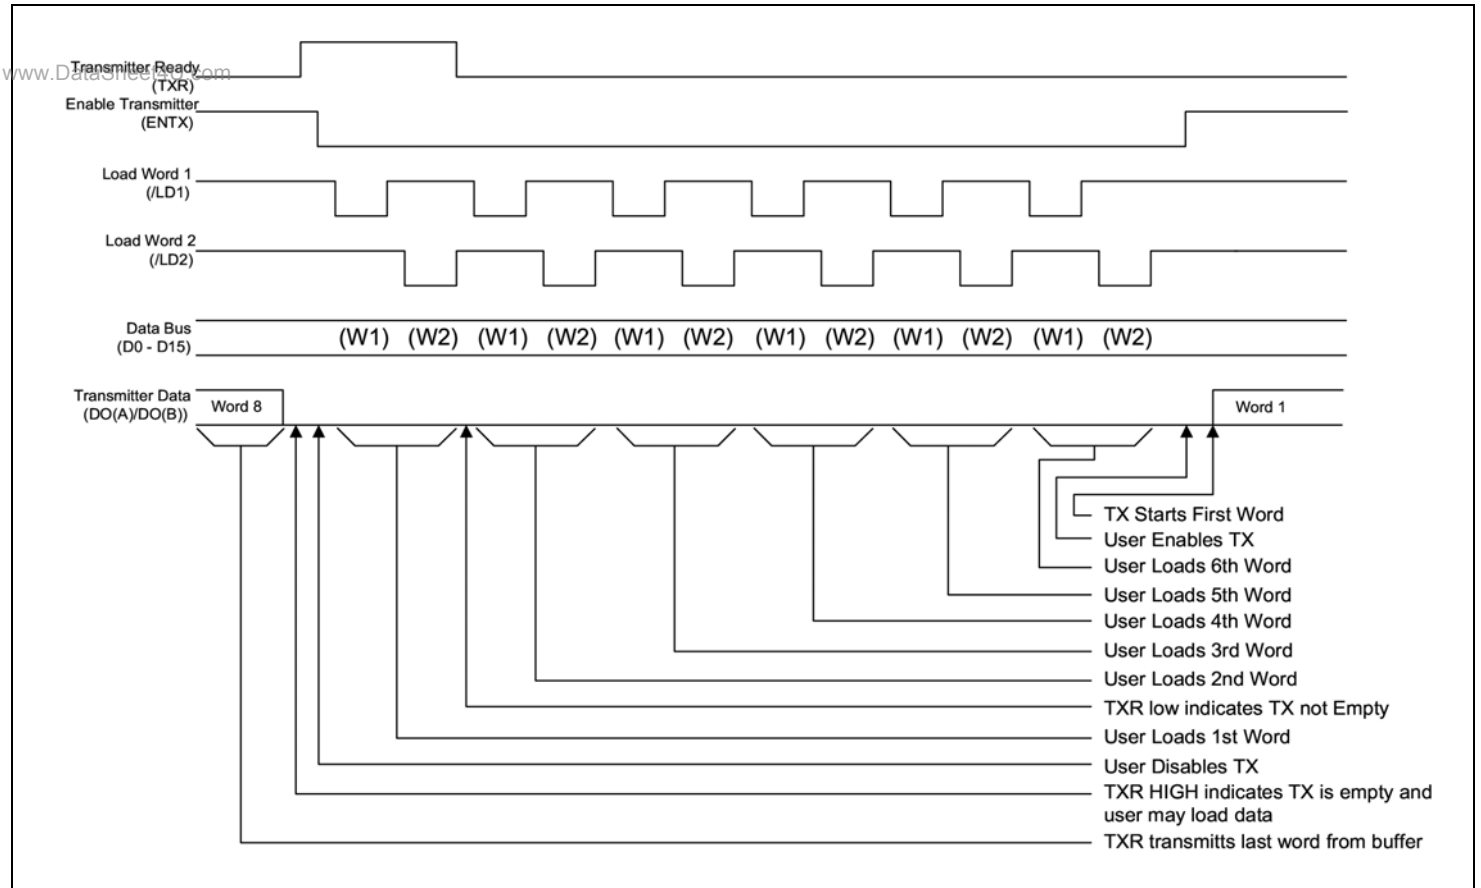 www.DataSheet4U.com
Transmitter Ready
(TXR)
Enable Transmitter
(ENTX)
Load Word 1
(/LD1)
Load Word 2
(/LD2)
Data Bus
(D0 - D15)
(W1) (W2) (W1) (W2) (W1) (W2) (W1) (W2) (W1) (W2) (W1) (W2)
Transmitter Data
(DO(A)/DO(B))
Word 8
Word 1
TX Starts First Word
User Enables TX
User Loads 6th Word
User Loads 5th Word
User Loads 4th Word
User Loads 3rd Word
User Loads 2nd Word
TXR low indicates TX not Empty
User Loads 1st Word
User Disables TX
TXR HIGH indicates TX is empty and
user may load data
TXR transmitts last word from buffer